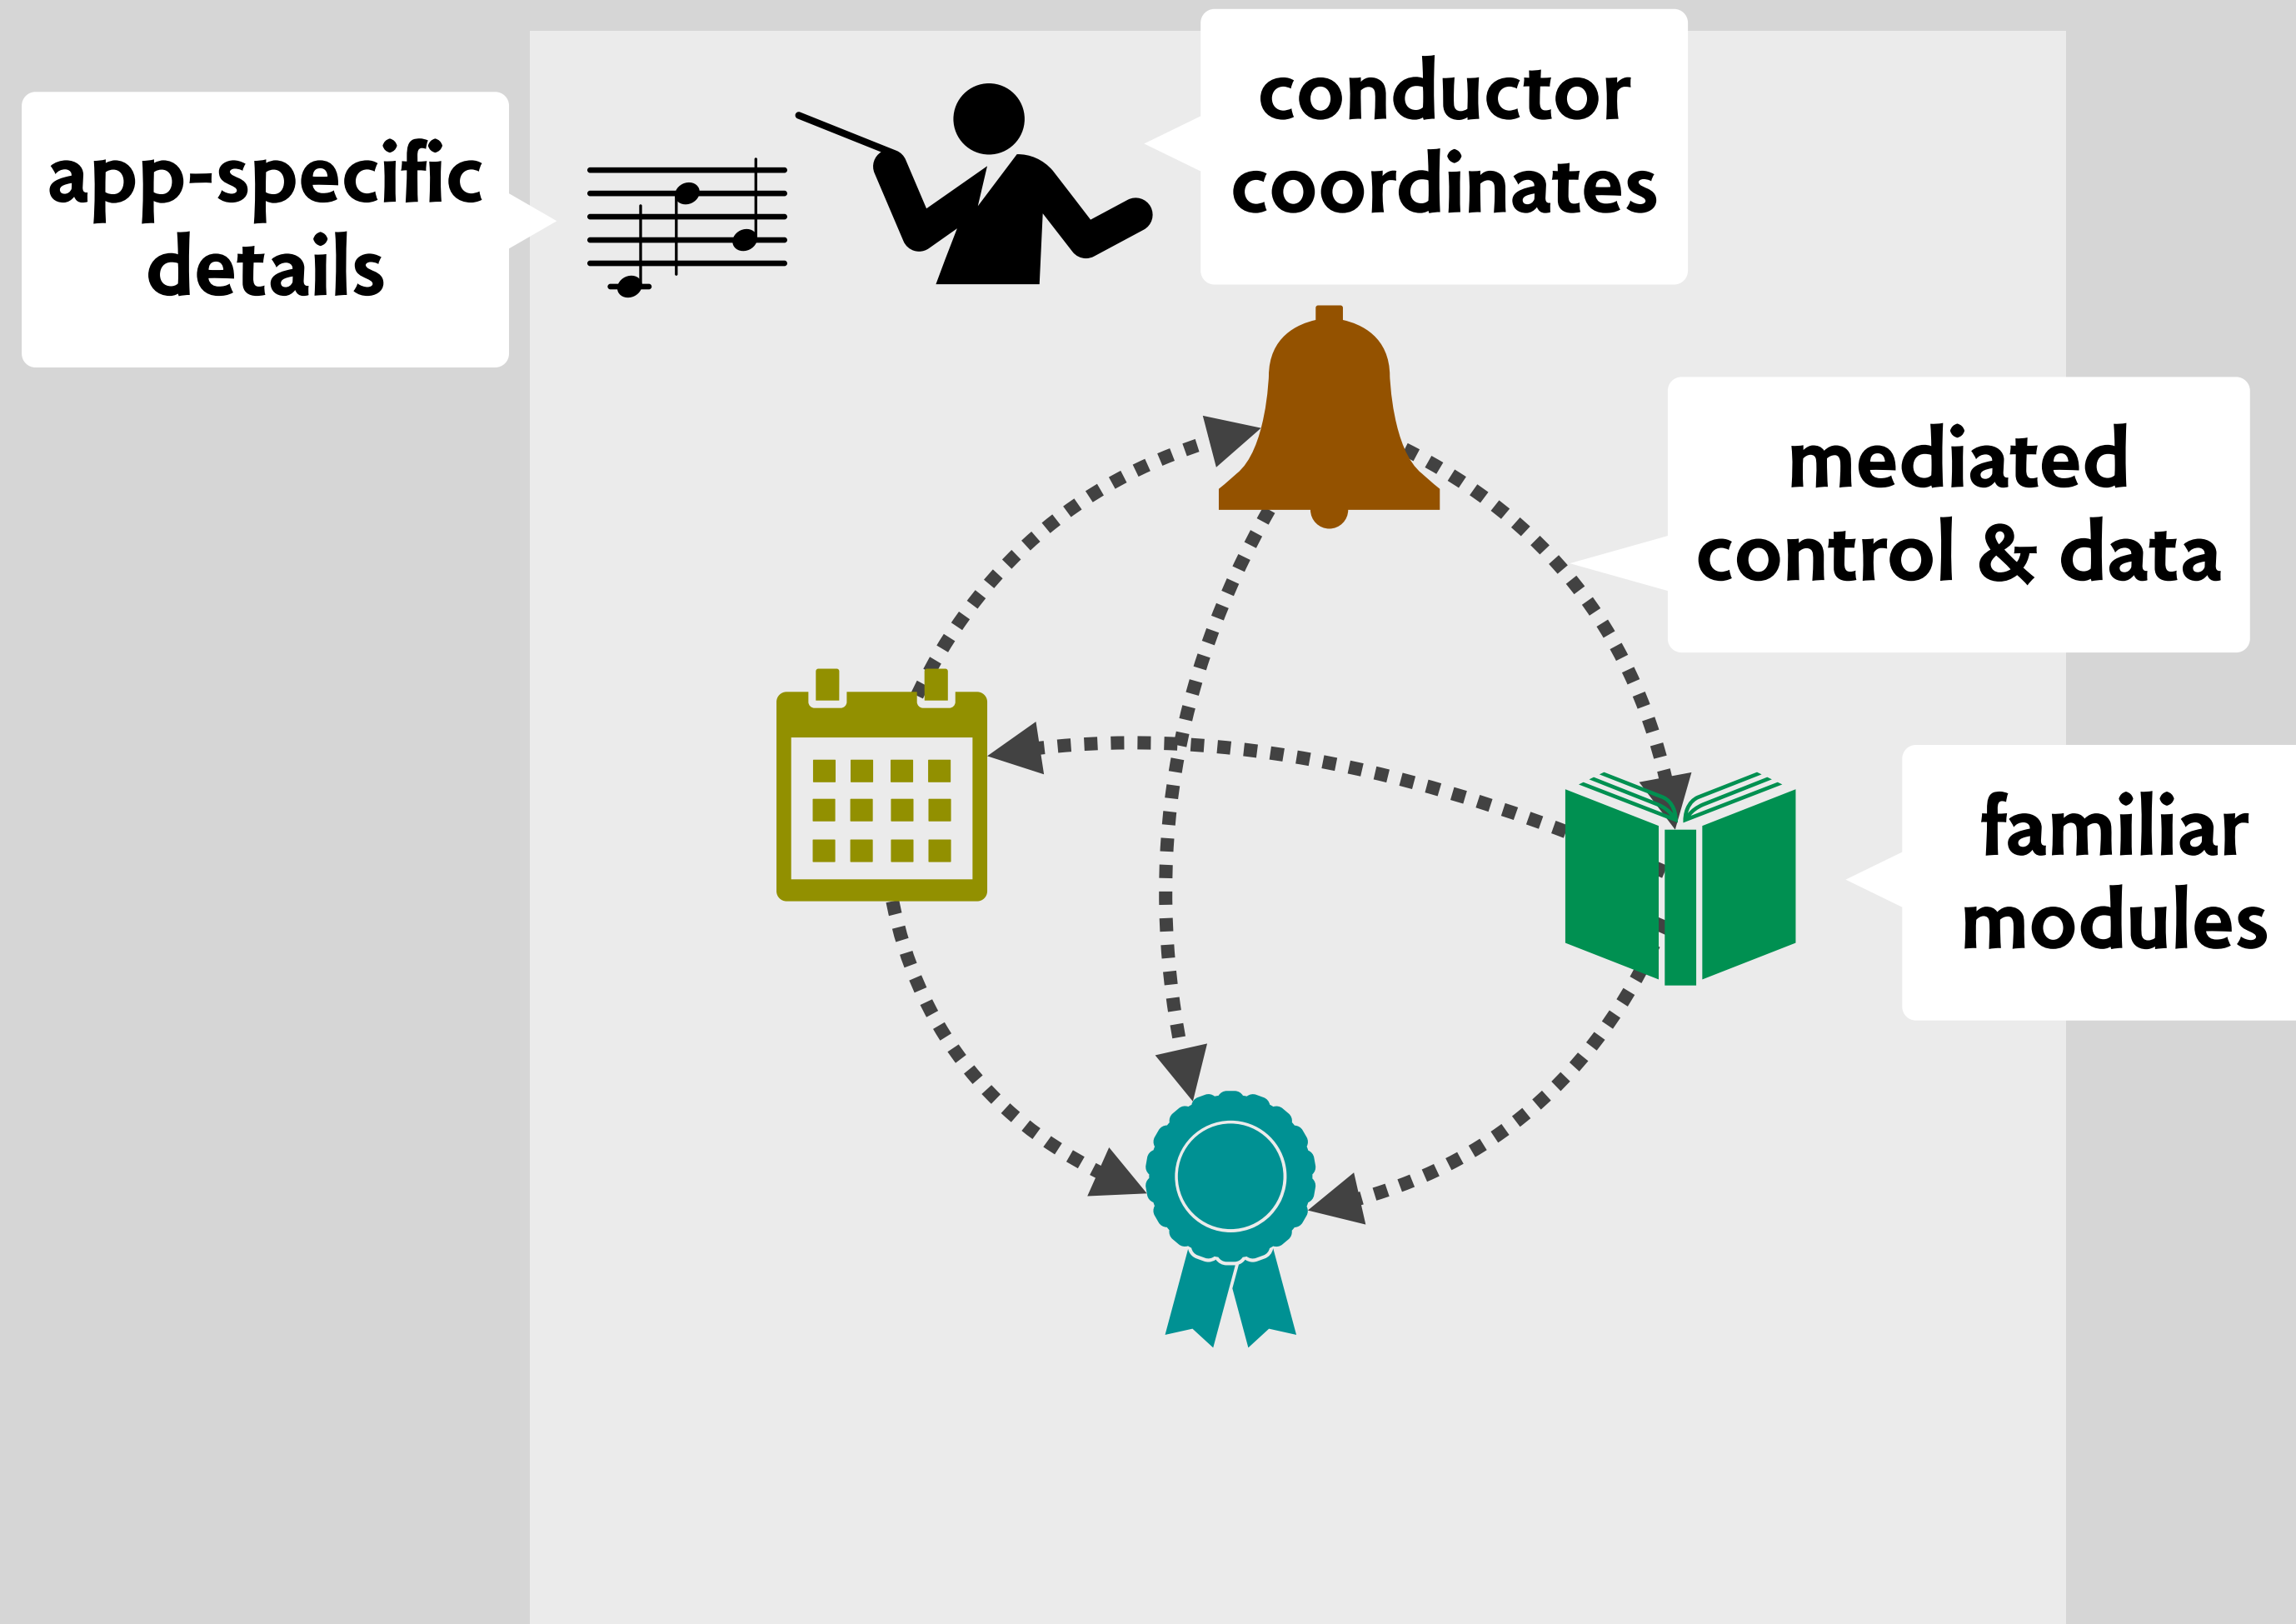 conductor
coordinates
app-specific
details
mediated
control & data
familiar
modules